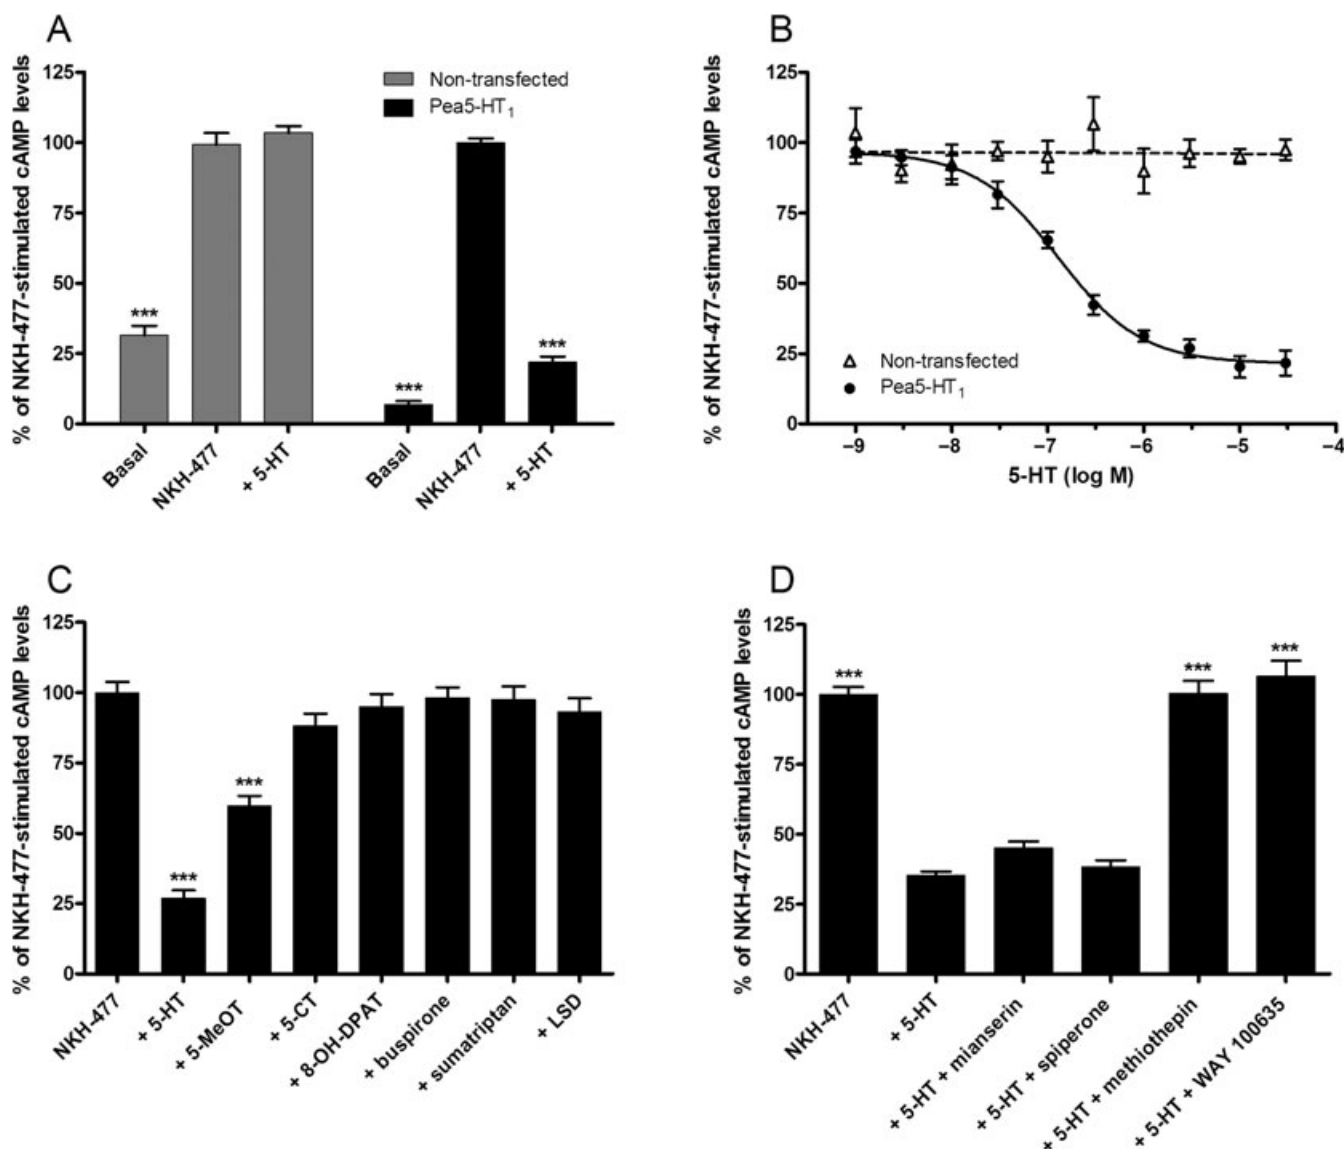 A
% of NKH-477-stimulated cAMP levels
125
100
75
50
25
0
Non-transfected
Pea5-HT1
***
***
***
Basal
NKH-477
+ 5-HT
Basal
NKH-477
+ 5-HT
B
% of NKH-477-stimulated cAMP levels
125
100
75
50
25
0
Non-transfected
Pea5-HT1
−9
−8
−7
−6
−5
−4
5-HT (log M)
C
% of NKH-477-stimulated cAMP levels
125
100
75
50
25
0
***
***
NKH-477
+ 5-HT
+ 5-MeOT
+ 5-CT
+ 8-OH-DPAT
+ buspirone
+ sumatriptan
+ LSD
D
% of NKH-477-stimulated cAMP levels
125
100
75
50
25
0
***
***
***
NKH-477
+ 5-HT
+ 5-HT + mianserin
+ 5-HT + spiperone
+ 5-HT + methiothepin
+ 5-HT + WAY 100635